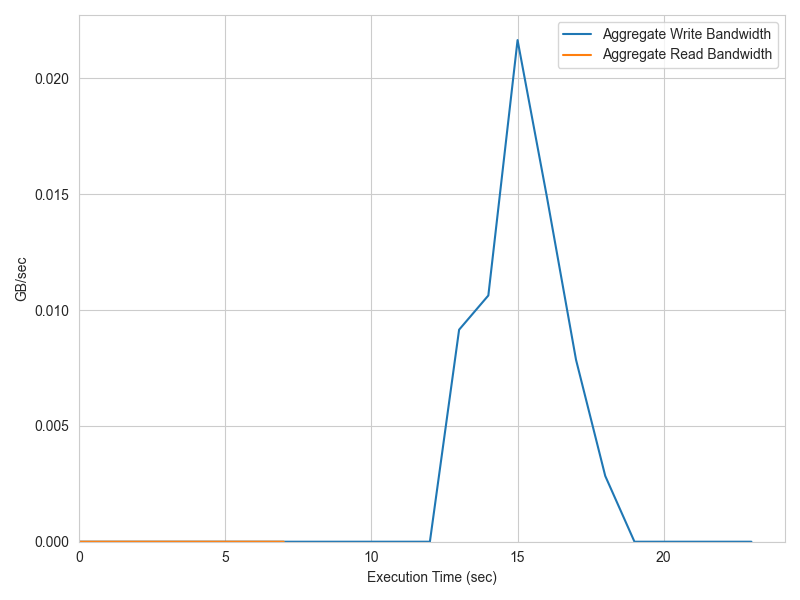 Aggregate Write Bandwidth
Aggregate Read Bandwidth
0.020
0.015
0.010
0.005
0.000
GB/sec
0 5 10 15 20
Execution Time (sec)